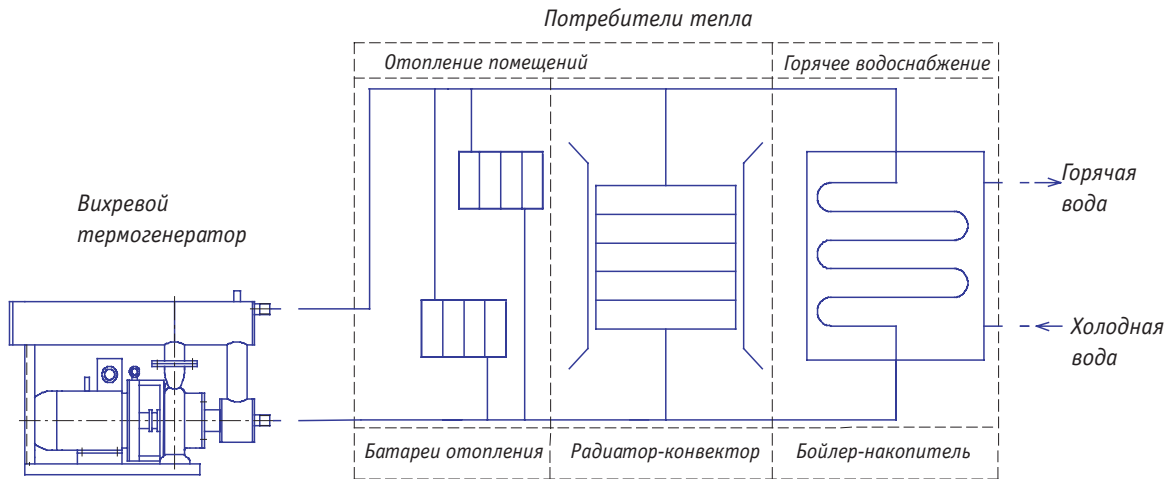 Потребители тепла
Отопление помещений
Горячее водоснабжение
Вихревой
термогенератор
Горячая
вода
Холодная
вода
Батареи отопления
Радиатор-конвектор
Бойлер-накопитель